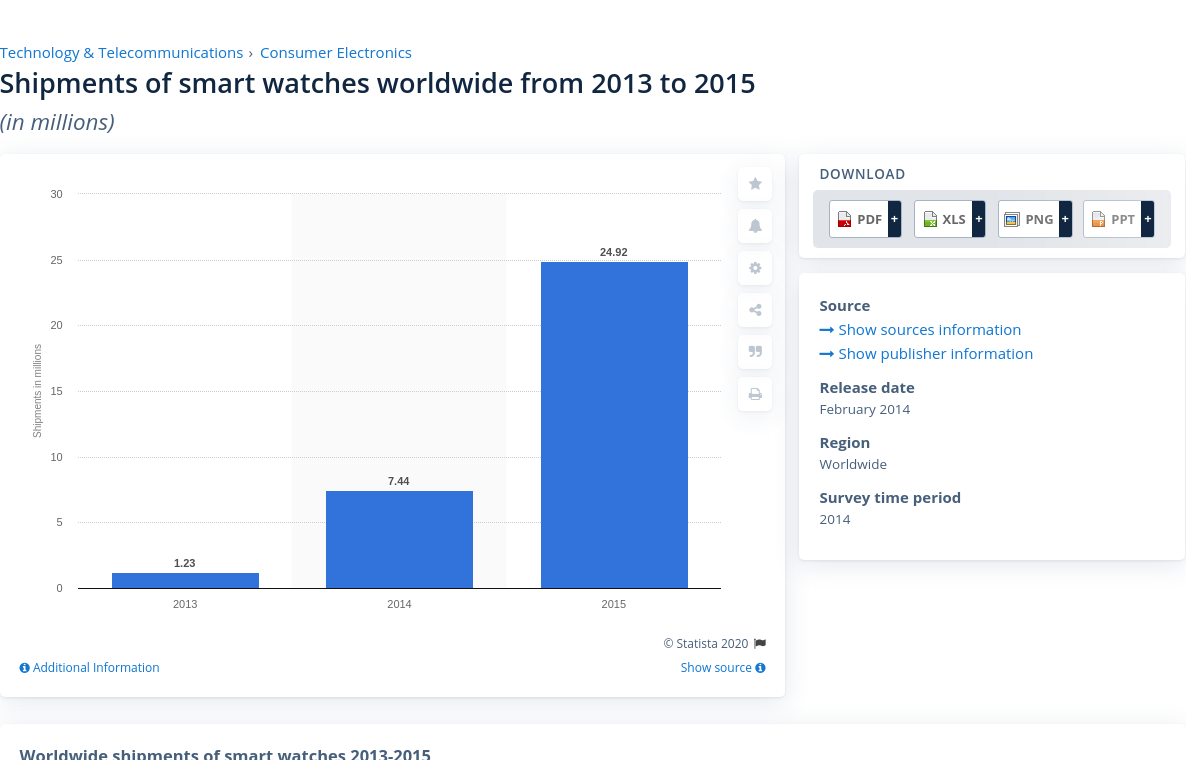 Technology & Telecommunications › Consumer Electronics
Shipments of smart watches worldwide from 2013 to 2015
(in millions)
30
25
20
15
10
5
0
Shipments in millions
1.23
7.44
24.92
2013
2014
2015
© Statista 2020
Additional Information
Show source
DOWNLOAD
PDF + XLS + PNG + PPT +
Source
Show sources information
Show publisher information
Release date
February 2014
Region
Worldwide
Survey time period
2014
Worldwide shipments of smart watches 2013-2015